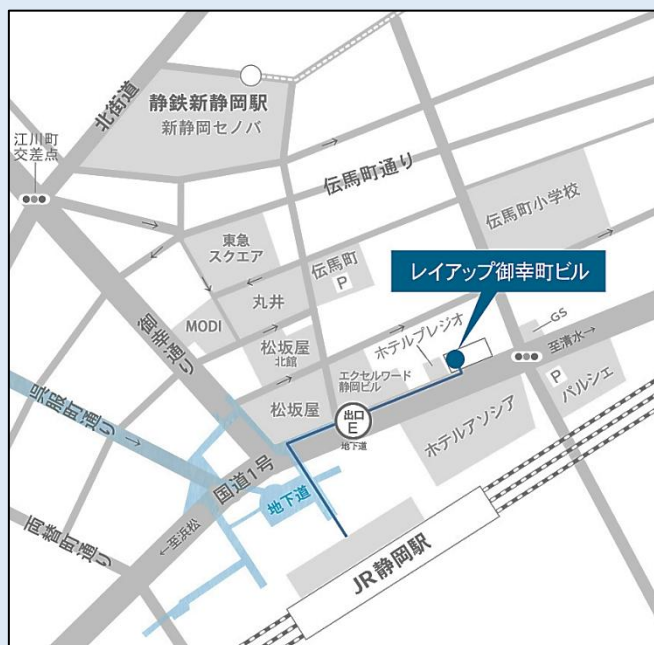 北街道
静鉄新静岡駅
新静岡セノバ
江川町
交差点
伝馬町通り
伝馬町小学校
東急
スクエア
伝馬町
P
レイアップ御幸町ビル
丸井
MODI
御幸通り
松坂屋
北館
ホテルプレジオ
GS
至清水→
エクセルワード
静岡ビル
P
パルシェ
呉服町通り
松坂屋
出口
E
地下道
ホテルアソシア
国道1号
地下道
両替町通り
←至浜松
JR静岡駅